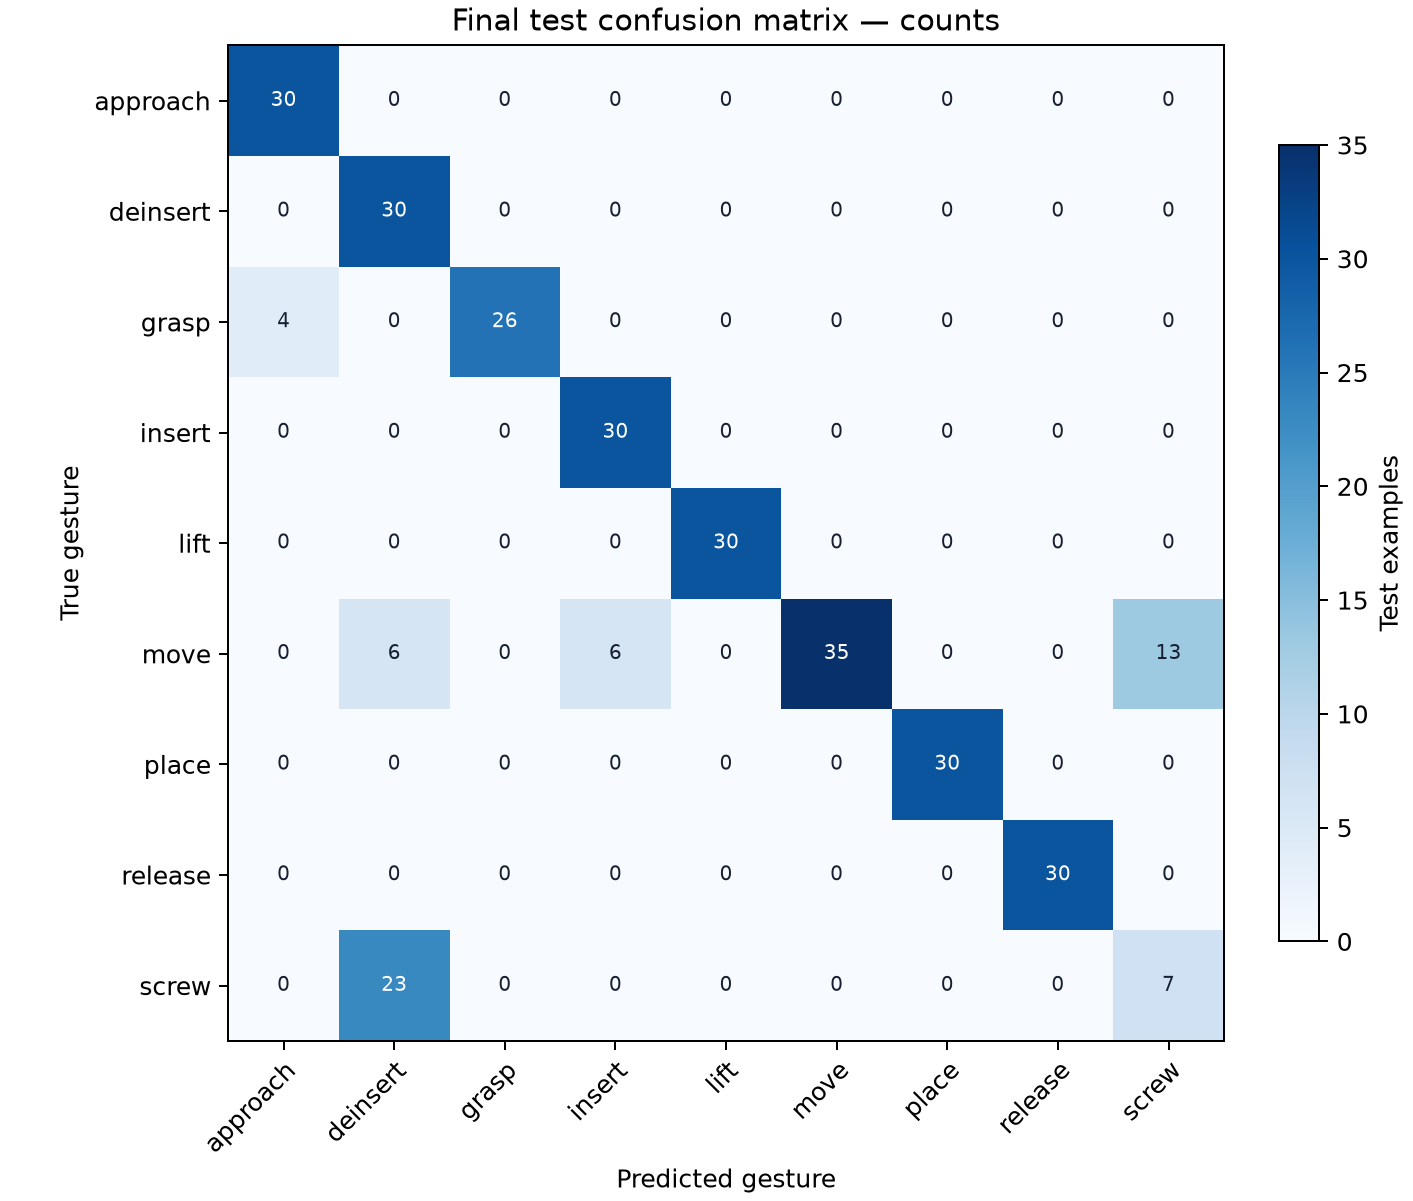 Final test confusion matrix — counts
approach 30 0 0 0 0 0 0 0 0
deinsert 0 30 0 0 0 0 0 0 0
grasp 4 0 26 0 0 0 0 0 0
insert 0 0 0 30 0 0 0 0 0
lift 0 0 0 0 30 0 0 0 0
move 0 6 0 6 0 35 0 0 13
place 0 0 0 0 0 0 30 0 0
release 0 0 0 0 0 0 0 30 0
screw 0 23 0 0 0 0 0 0 7
True gesture
approach deinsert grasp insert lift move place release screw
Predicted gesture
35
30
25
20
15
10
5
0
Test examples